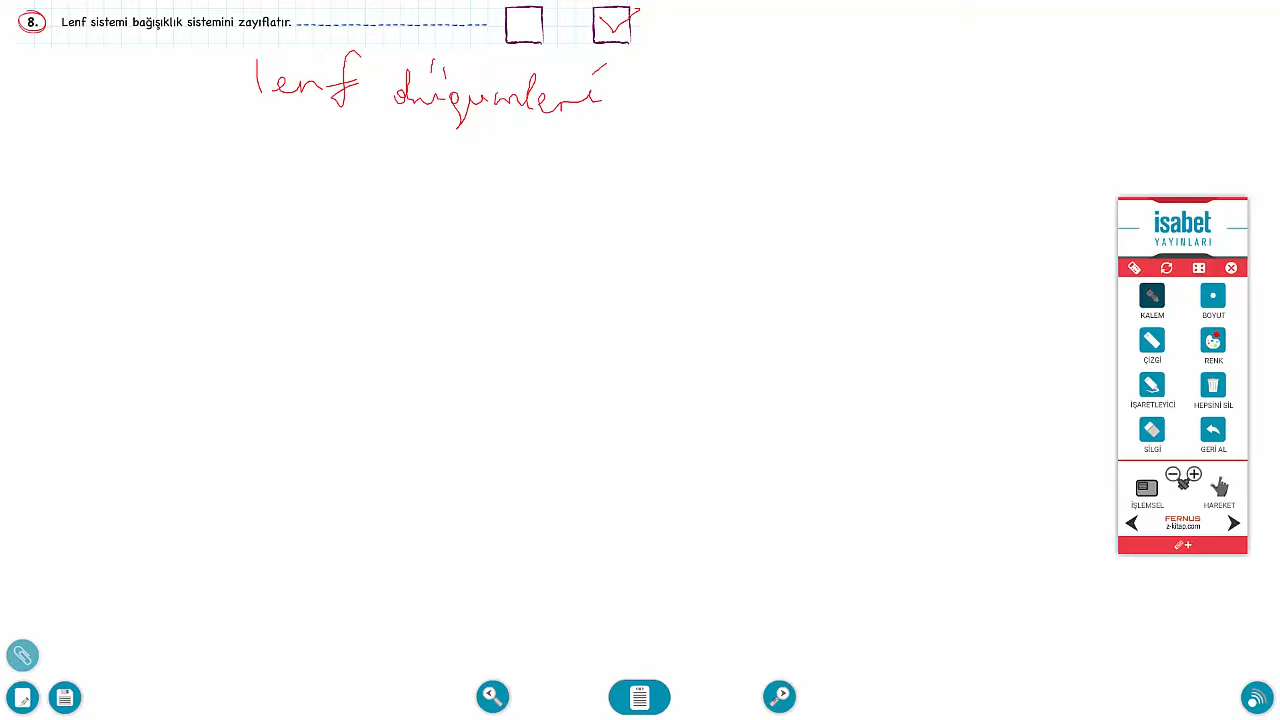 8. Lenf sistemi bağışıklık sistemini zayıflatır.
lenf düğümleri
isabet
YAYINLARI
KALEM BOYUT
ÇİZGİ RENK
İŞARETLEYİCİ HEPSİNİ SİL
SİLGİ GERİ AL
İŞLEMSEL HAREKET
FERNUS
z-kitap.com